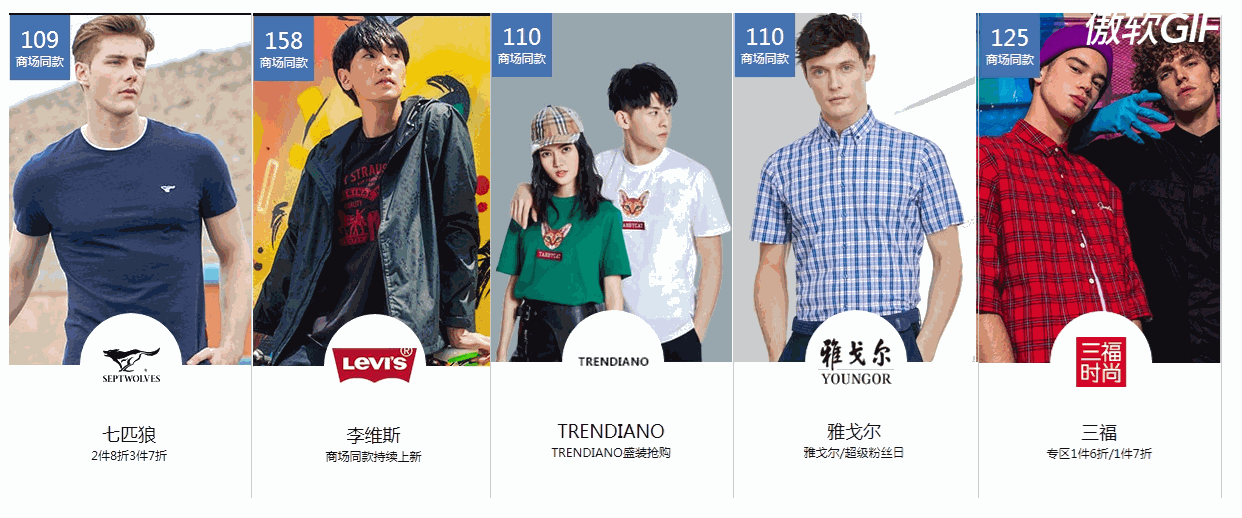 傲软GIF
109
商场同款
SEPTWOLVES
七匹狼
2件8折3件7折
158
商场同款
LEVI'S®
李维斯
商场同款持续上新
110
商场同款
TABBYCAT
TABBYCAT
TRENDIANO
TRENDIANO
TRENDIANO盛装抢购
110
商场同款
雅戈尔
YOUNGOR
雅戈尔
雅戈尔/超级粉丝日
125
商场同款
三福
时尚
三福
专区1件6折/1件7折